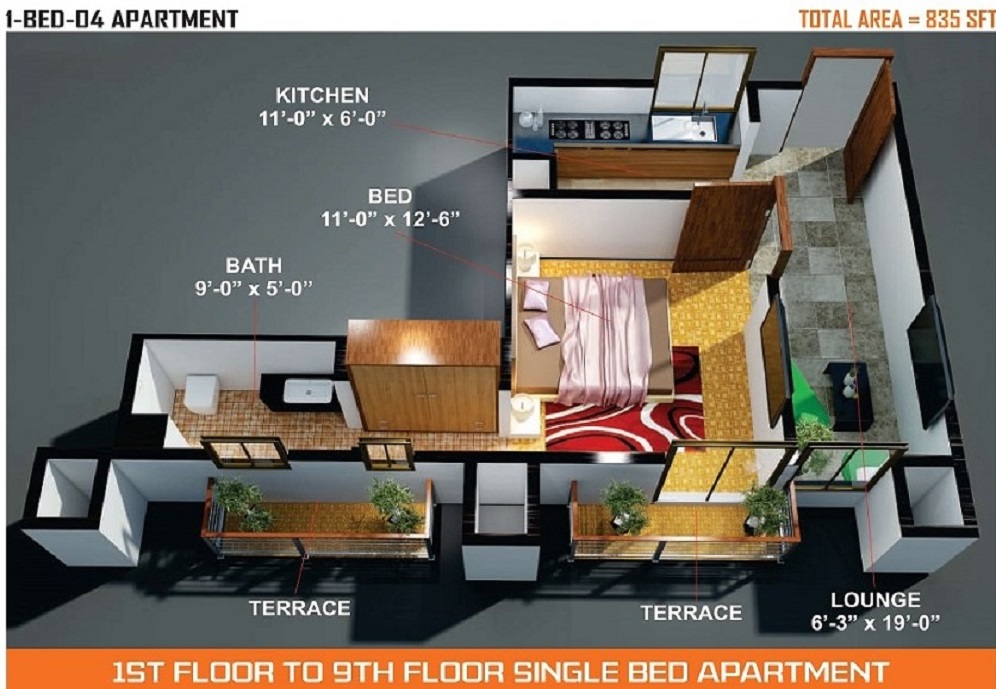 1-BED-04 APARTMENT
TOTAL AREA = 835 SFT
KITCHEN
11'-0" x 6'-0"
BED
11'-0" x 12'-6"
BATH
9'-0" x 5'-0"
TERRACE
TERRACE
LOUNGE
6'-3" x 19'-0"
1ST FLOOR TO 9TH FLOOR SINGLE BED APARTMENT